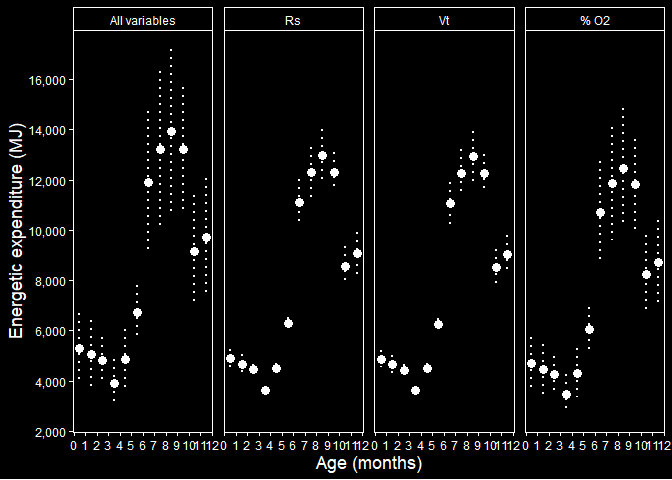 All variables Rs Vt % O2
16,000
14,000
12,000
10,000
8,000
6,000
4,000
2,000
Energetic expenditure (MJ)
0 1 2 3 4 5 6 7 8 9 10 11 12 0 1 2 3 4 5 6 7 8 9 10 11 12 0 1 2 3 4 5 6 7 8 9 10 11 12 0 1 2 3 4 5 6 7 8 9 10 11 12
Age (months)